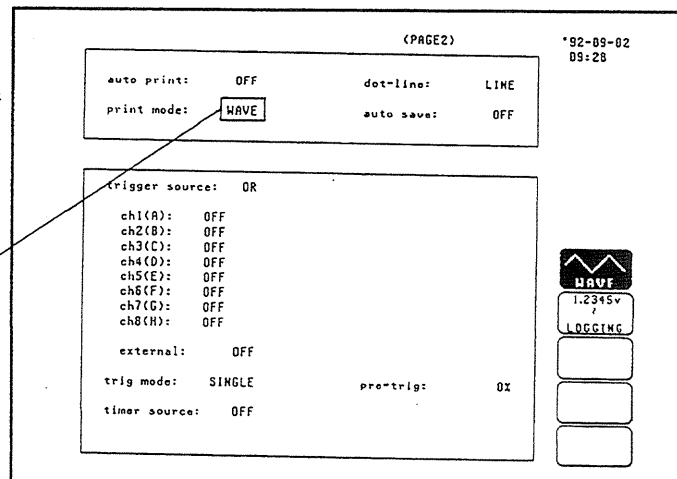 (PAGE2)
'92-09-02
09:28
auto print: OFF
dot-line: LINE
print mode: WAVE
auto save: OFF
trigger source: OR
ch1(A): OFF
ch2(B): OFF
ch3(C): OFF
ch4(D): OFF
ch5(E): OFF
ch6(F): OFF
ch7(G): OFF
ch8(H): OFF
external: OFF
trig mode: SINGLE
pre-trig: 0%
timer source: OFF
WAVE
1.2345v
LOGGING